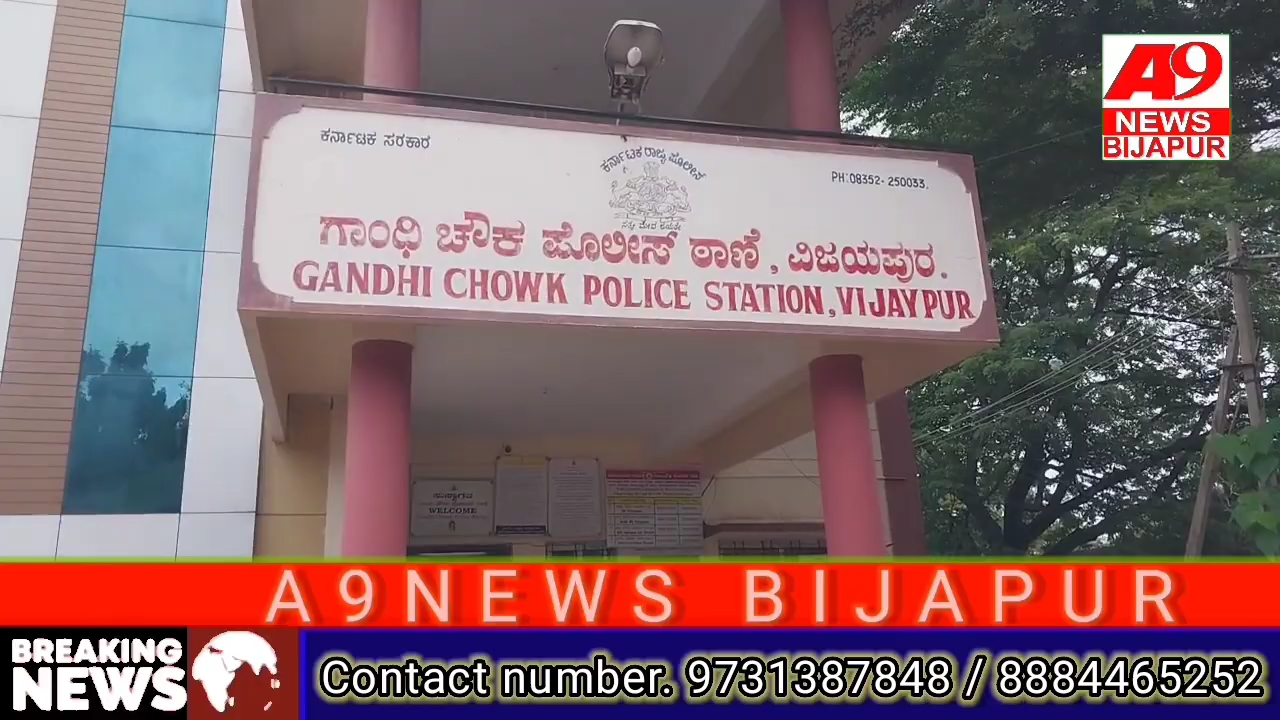 A9
NEWS
BIJAPUR
ಕರ್ನಾಟಕ ಸರಕಾರ
ಕರ್ನಾಟಕ ರಾಜ್ಯ ಪೋಲೀಸ
PH:08352-250033.
ಗಾಂಧಿ ಚೌಕ ಪೊಲೀಸ್ ಠಾಣೆ, ವಿಜಯಪುರ.
GANDHI CHOWK POLICE STATION, VIJAYPUR
WELCOME
A9NEWS BIJAPUR
BREAKING
NEWS
Contact number. 9731387848 / 8884465252